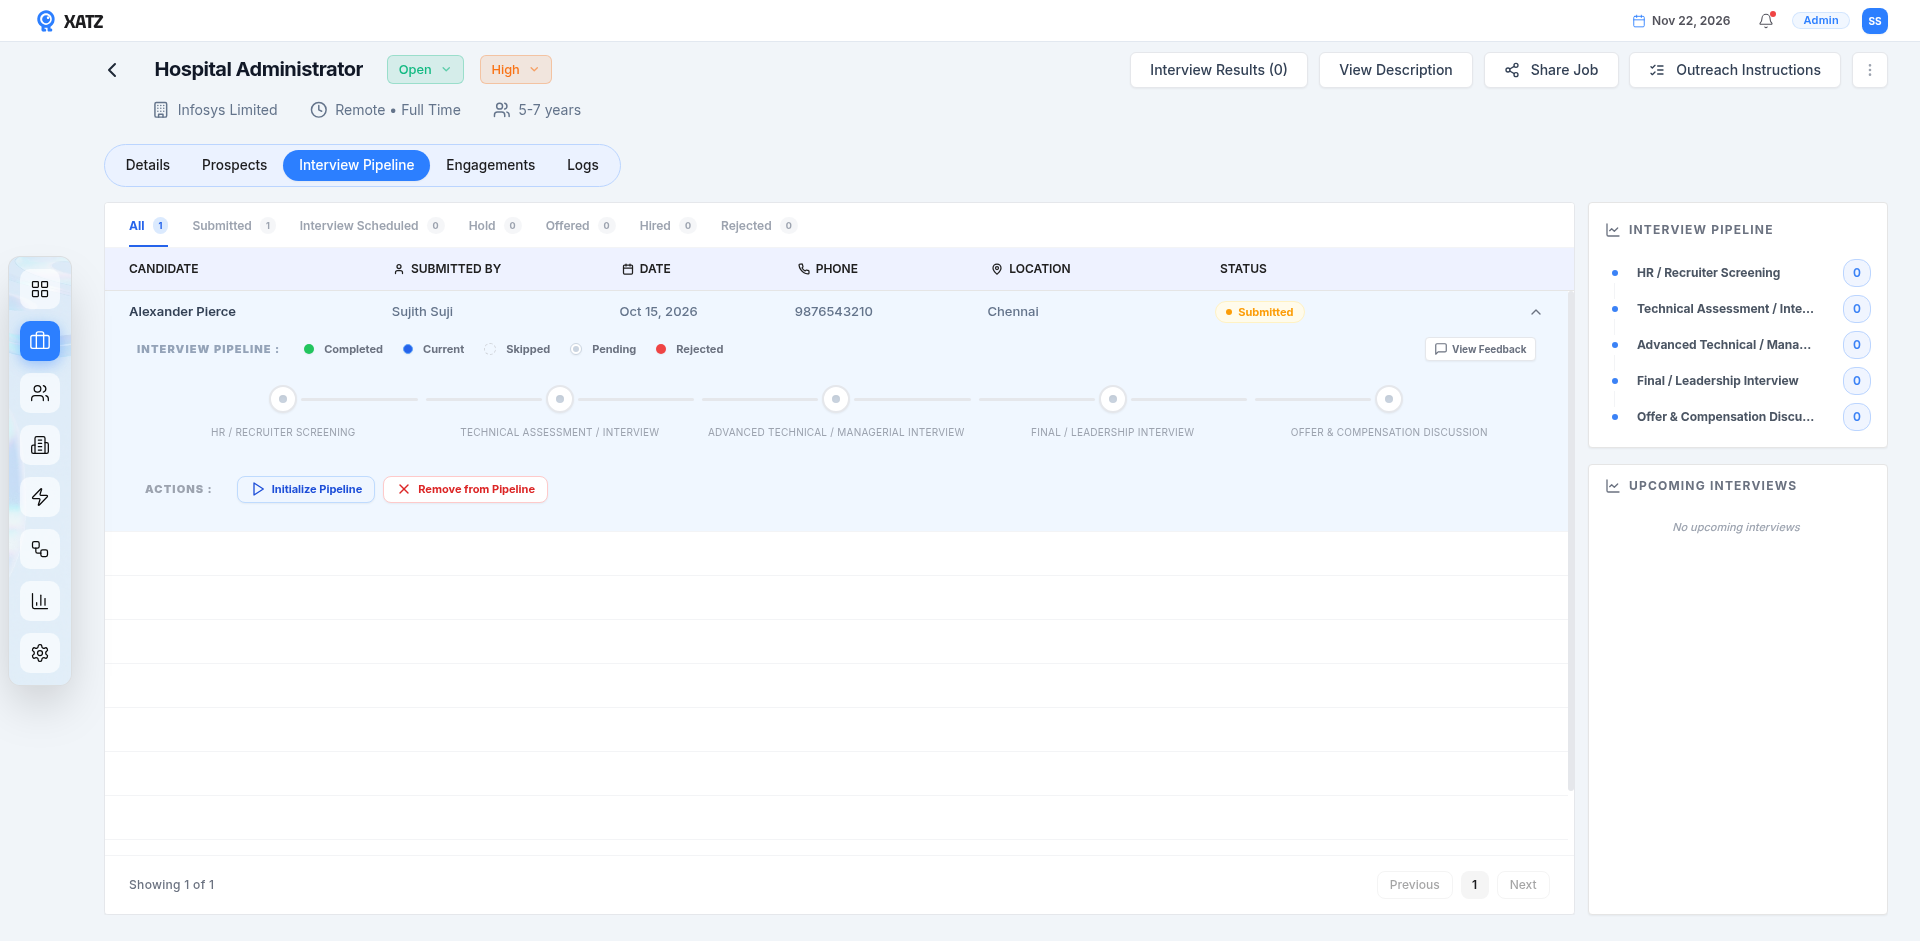 XATZ
Nov 22, 2026
Admin
SS
Hospital Administrator
Open
High
Interview Results (0)
View Description
Share Job
Outreach Instructions
Infosys Limited
Remote • Full Time
5-7 years
Details
Prospects
Interview Pipeline
Engagements
Logs
All 1
Submitted 1
Interview Scheduled 0
Hold 0
Offered 0
Hired 0
Rejected 0
CANDIDATE
SUBMITTED BY
DATE
PHONE
LOCATION
STATUS
Alexander Pierce
Sujith Suji
Oct 15, 2026
9876543210
Chennai
Submitted
INTERVIEW PIPELINE :
Completed
Current
Skipped
Pending
Rejected
View Feedback
HR / RECRUITER SCREENING
TECHNICAL ASSESSMENT / INTERVIEW
ADVANCED TECHNICAL / MANAGERIAL INTERVIEW
FINAL / LEADERSHIP INTERVIEW
OFFER & COMPENSATION DISCUSSION
ACTIONS :
Initialize Pipeline
Remove from Pipeline
Showing 1 of 1
Previous
1
Next
INTERVIEW PIPELINE
HR / Recruiter Screening 0
Technical Assessment / Inte... 0
Advanced Technical / Mana... 0
Final / Leadership Interview 0
Offer & Compensation Discu... 0
UPCOMING INTERVIEWS
No upcoming interviews